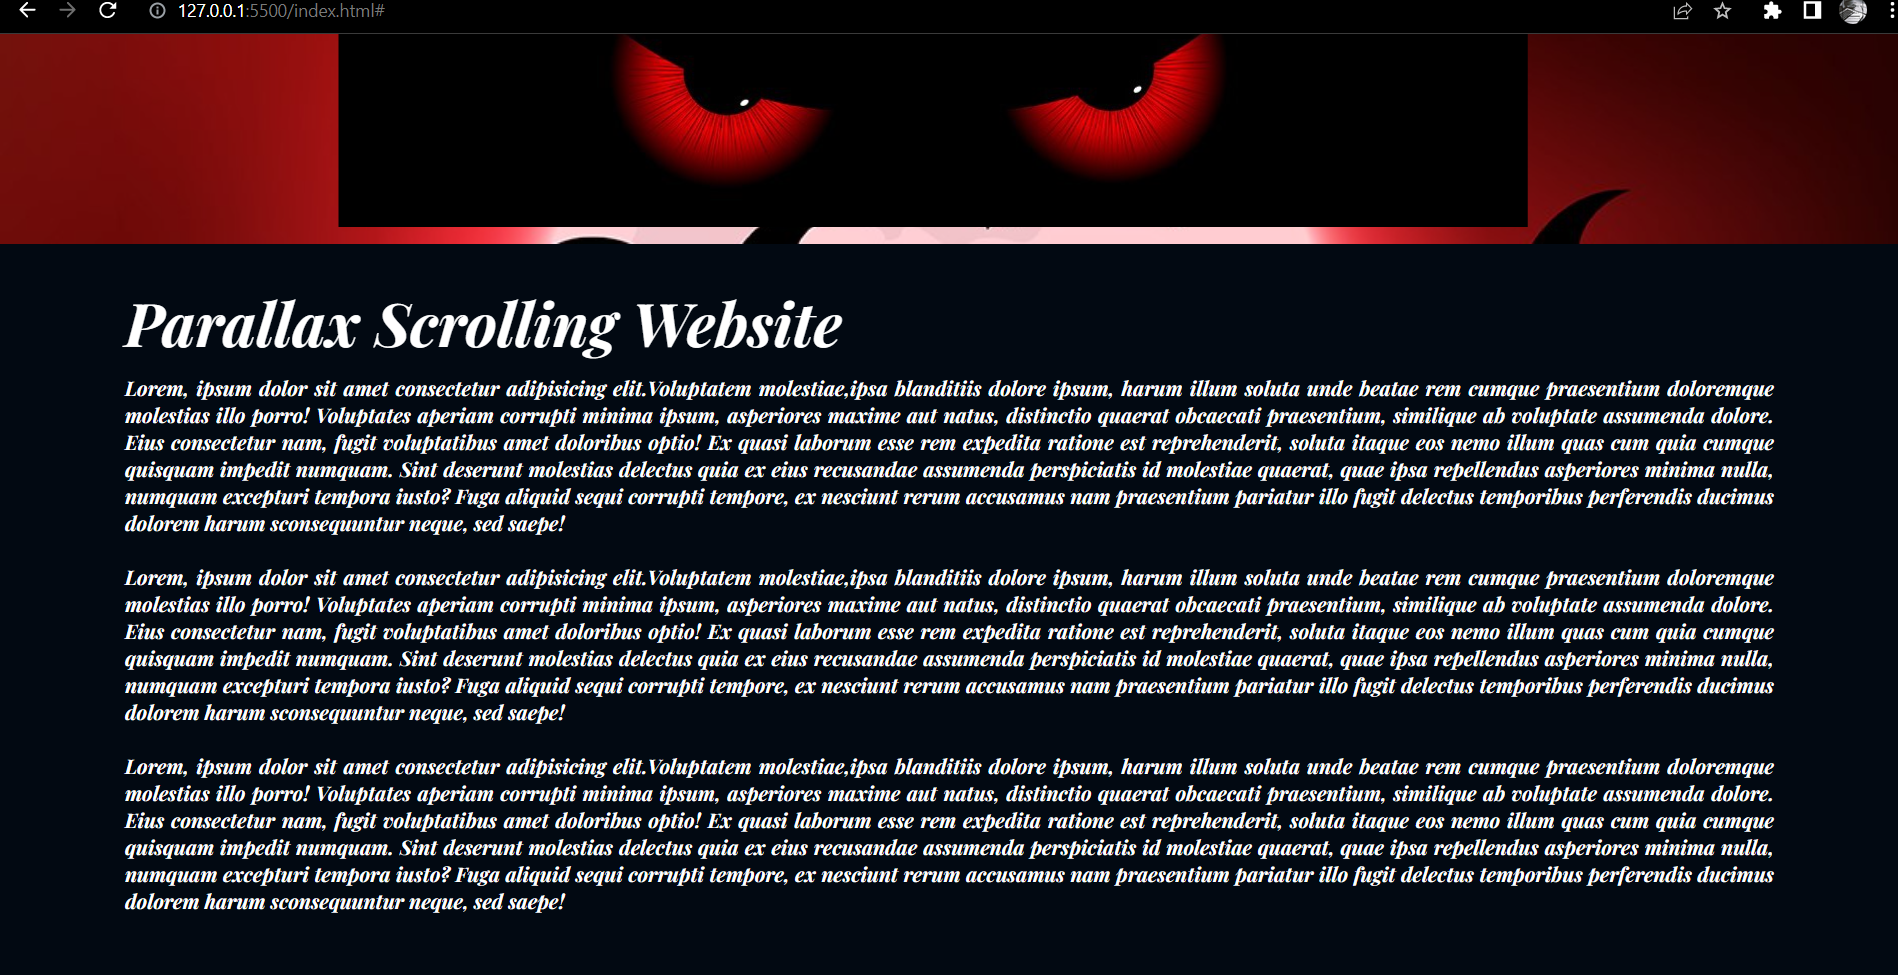 127.0.0.1:5500/index.html#
Parallax Scrolling Website
Lorem, ipsum dolor sit amet consectetur adipisicing elit.Voluptatem molestiae,ipsa blanditiis dolore ipsum, harum illum soluta unde beatae rem cumque praesentium doloremque
molestias illo porro! Voluptates aperiam corrupti minima ipsum, asperiores maxime aut natus, distinctio quaerat obcaecati praesentium, similique ab voluptate assumenda dolore.
Eius consectetur nam, fugit voluptatibus amet doloribus optio! Ex quasi laborum esse rem expedita ratione est reprehenderit, soluta itaque eos nemo illum quas cum quia cumque
quisquam impedit numquam. Sint deserunt molestias delectus quia ex eius recusandae assumenda perspiciatis id molestiae quaerat, quae ipsa repellendus asperiores minima nulla,
numquam excepturi tempora iusto? Fuga aliquid sequi corrupti tempore, ex nesciunt rerum accusamus nam praesentium pariatur illo fugit delectus temporibus perferendis ducimus
dolorem harum sconsequuntur neque, sed saepe!
Lorem, ipsum dolor sit amet consectetur adipisicing elit.Voluptatem molestiae,ipsa blanditiis dolore ipsum, harum illum soluta unde beatae rem cumque praesentium doloremque
molestias illo porro! Voluptates aperiam corrupti minima ipsum, asperiores maxime aut natus, distinctio quaerat obcaecati praesentium, similique ab voluptate assumenda dolore.
Eius consectetur nam, fugit voluptatibus amet doloribus optio! Ex quasi laborum esse rem expedita ratione est reprehenderit, soluta itaque eos nemo illum quas cum quia cumque
quisquam impedit numquam. Sint deserunt molestias delectus quia ex eius recusandae assumenda perspiciatis id molestiae quaerat, quae ipsa repellendus asperiores minima nulla,
numquam excepturi tempora iusto? Fuga aliquid sequi corrupti tempore, ex nesciunt rerum accusamus nam praesentium pariatur illo fugit delectus temporibus perferendis ducimus
dolorem harum sconsequuntur neque, sed saepe!
Lorem, ipsum dolor sit amet consectetur adipisicing elit.Voluptatem molestiae,ipsa blanditiis dolore ipsum, harum illum soluta unde beatae rem cumque praesentium doloremque
molestias illo porro! Voluptates aperiam corrupti minima ipsum, asperiores maxime aut natus, distinctio quaerat obcaecati praesentium, similique ab voluptate assumenda dolore.
Eius consectetur nam, fugit voluptatibus amet doloribus optio! Ex quasi laborum esse rem expedita ratione est reprehenderit, soluta itaque eos nemo illum quas cum quia cumque
quisquam impedit numquam. Sint deserunt molestias delectus quia ex eius recusandae assumenda perspiciatis id molestiae quaerat, quae ipsa repellendus asperiores minima nulla,
numquam excepturi tempora iusto? Fuga aliquid sequi corrupti tempore, ex nesciunt rerum accusamus nam praesentium pariatur illo fugit delectus temporibus perferendis ducimus
dolorem harum sconsequuntur neque, sed saepe!